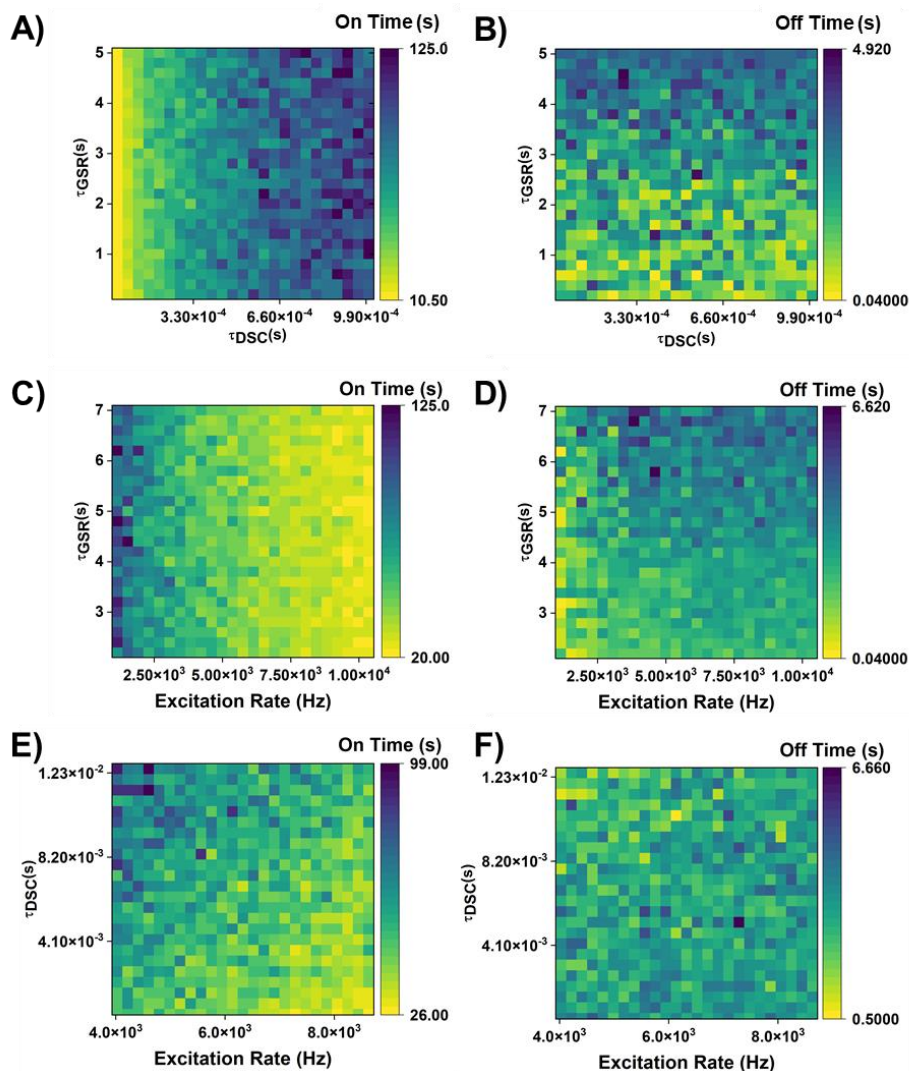 A)
On Time (s)
125.0
10.50
5
4
3
2
1
τGSR(s)
3.30×10⁻⁴
6.60×10⁻⁴
9.90×10⁻⁴
τDSC(s)
B)
Off Time (s)
4.920
0.04000
5
4
3
2
1
τGSR(s)
3.30×10⁻⁴
6.60×10⁻⁴
9.90×10⁻⁴
τDSC(s)
C)
On Time (s)
125.0
20.00
7
6
5
4
3
τGSR(s)
2.50×10³
5.00×10³
7.50×10³
1.00×10⁴
Excitation Rate (Hz)
D)
Off Time (s)
6.620
0.04000
7
6
5
4
3
τGSR(s)
2.50×10³
5.00×10³
7.50×10³
1.00×10⁴
Excitation Rate (Hz)
E)
On Time (s)
99.00
26.00
1.23×10⁻²
8.20×10⁻³
4.10×10⁻³
τDSC(s)
4.0×10³
6.0×10³
8.0×10³
Excitation Rate (Hz)
F)
Off Time (s)
6.660
0.5000
1.23×10⁻²
8.20×10⁻³
4.10×10⁻³
τDSC(s)
4.0×10³
6.0×10³
8.0×10³
Excitation Rate (Hz)